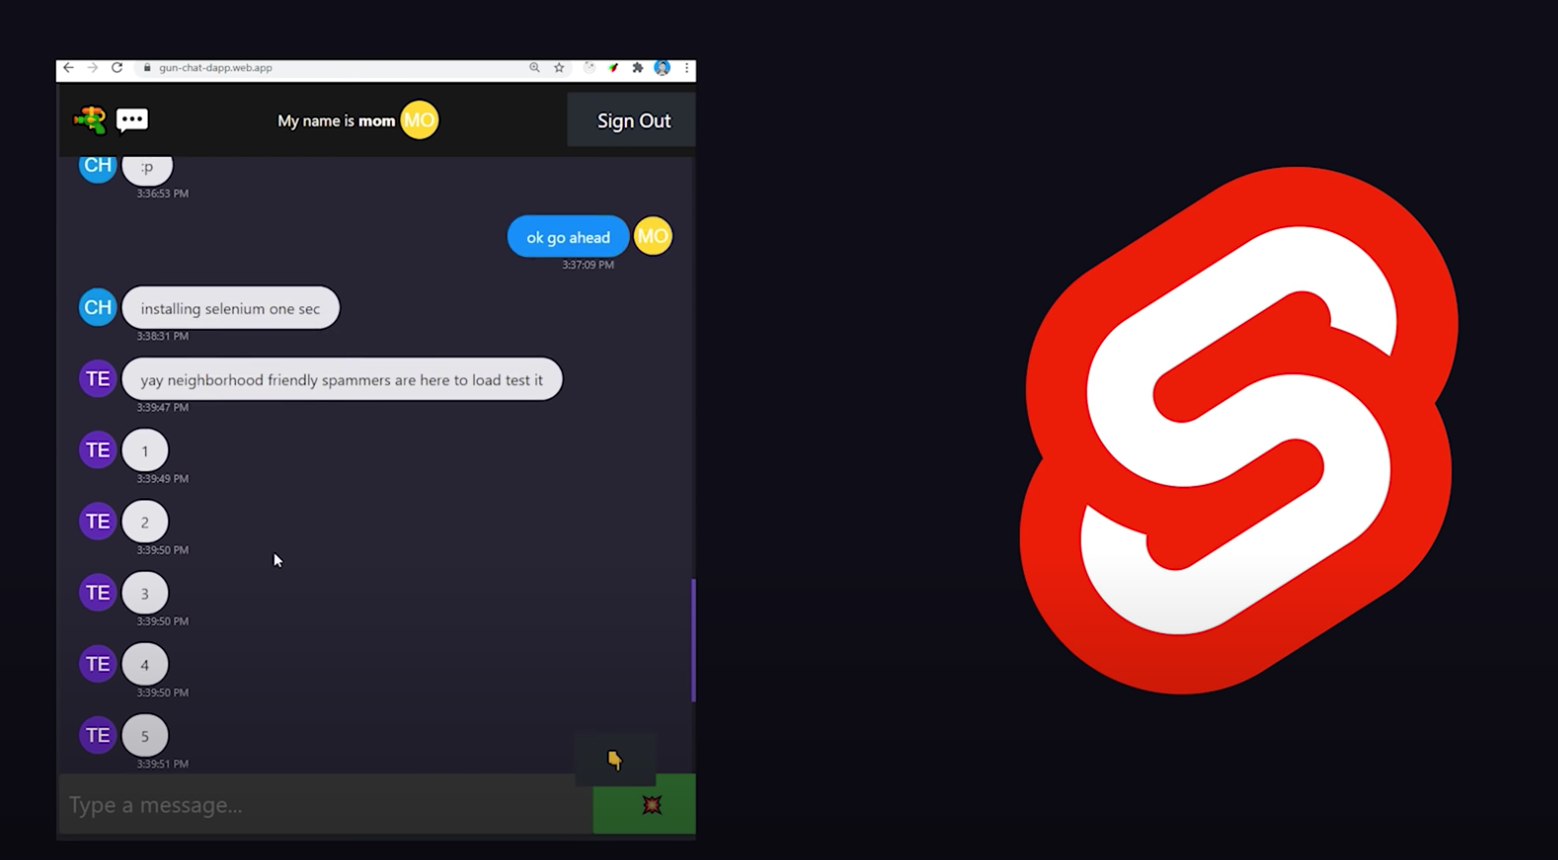 gun-chat-dapp.web.app
My name is mom MO
Sign Out
CH :p
3:36:53 PM
ok go ahead MO
3:37:09 PM
CH installing selenium one sec
3:38:31 PM
TE yay neighborhood friendly spammers are here to load test it
3:39:47 PM
TE 1
3:39:49 PM
TE 2
3:39:50 PM
TE 3
3:39:50 PM
TE 4
3:39:50 PM
TE 5
3:39:51 PM
Type a message...